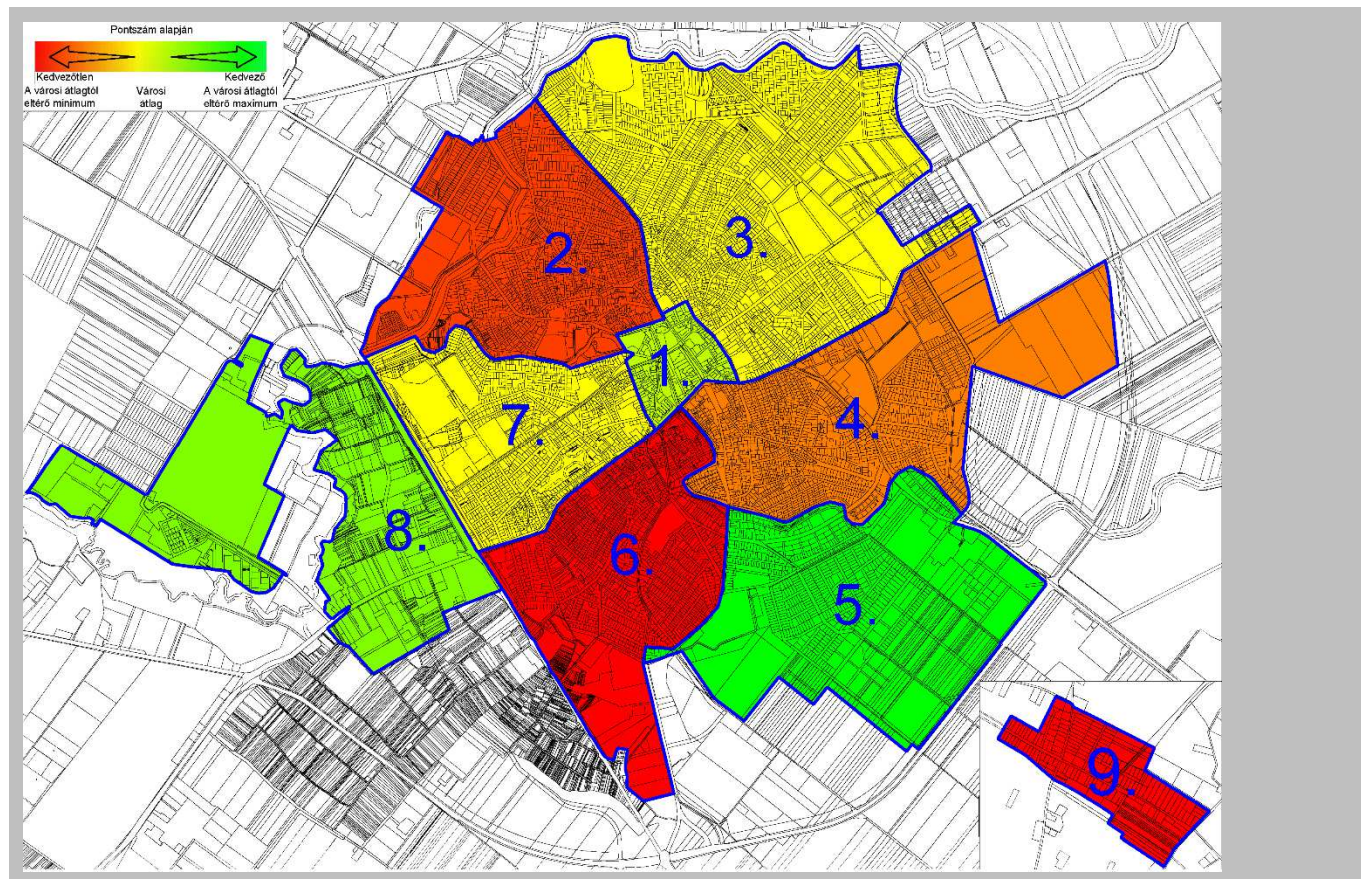 Pontszám alapján
Kedvezőtlen
A városi átlagtól
eltérő minimum
Városi
átlag
Kedvező
A városi átlagtól
eltérő maximum
3.
2.
1.
4.
7.
8.
6.
5.
9.